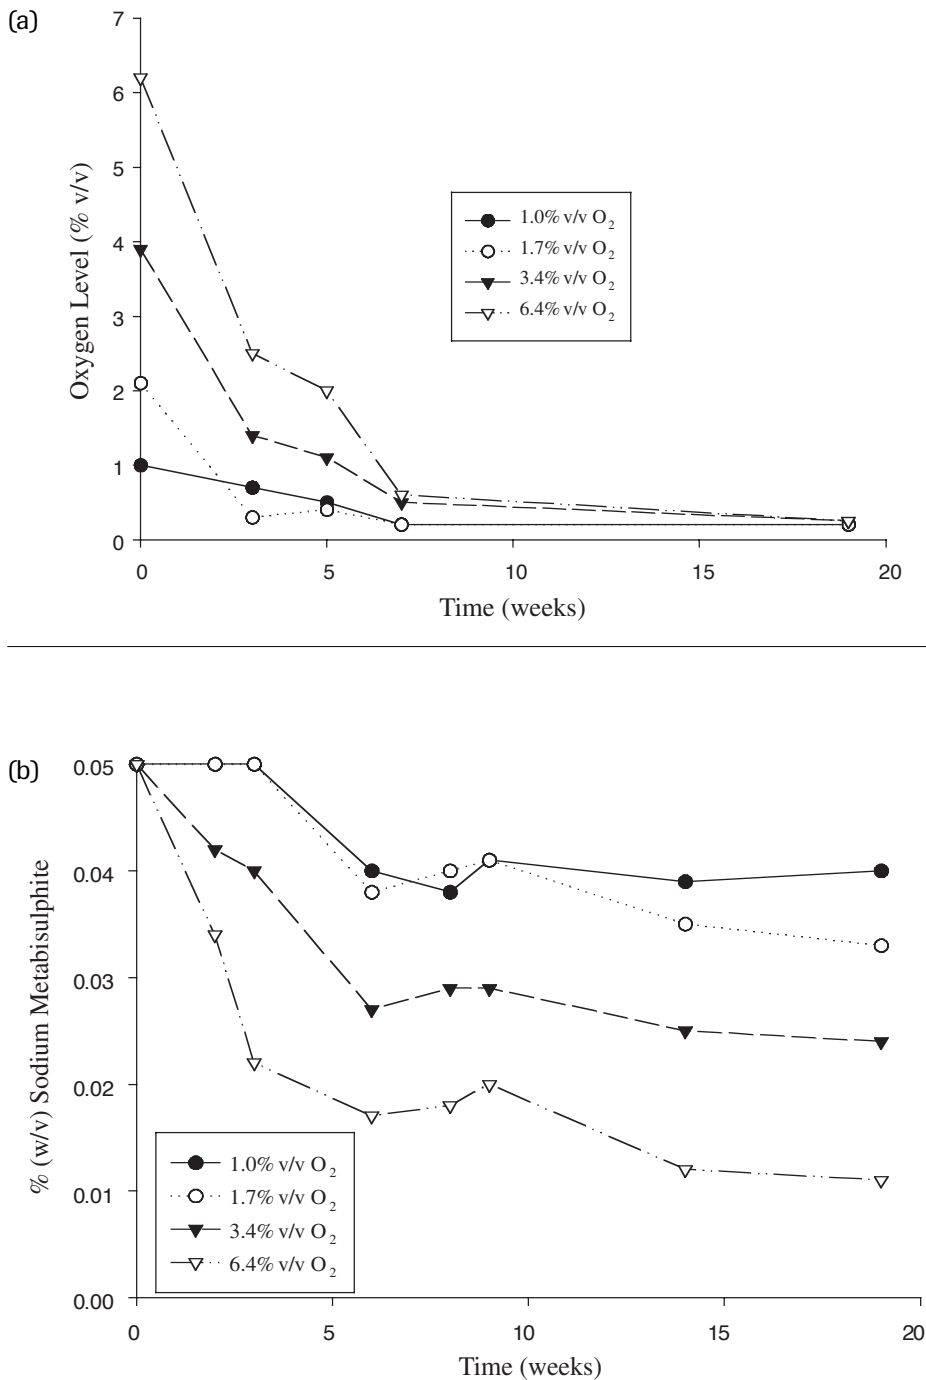 (a)
7
6
5
4
3
2
1
0
Oxygen Level (% v/v)
1.0% v/v O2
1.7% v/v O2
3.4% v/v O2
6.4% v/v O2
0 5 10 15 20
Time (weeks)
(b)
0.05
0.04
0.03
0.02
0.01
0.00
% (w/v) Sodium Metabisulphite
1.0% v/v O2
1.7% v/v O2
3.4% v/v O2
6.4% v/v O2
0 5 10 15 20
Time (weeks)